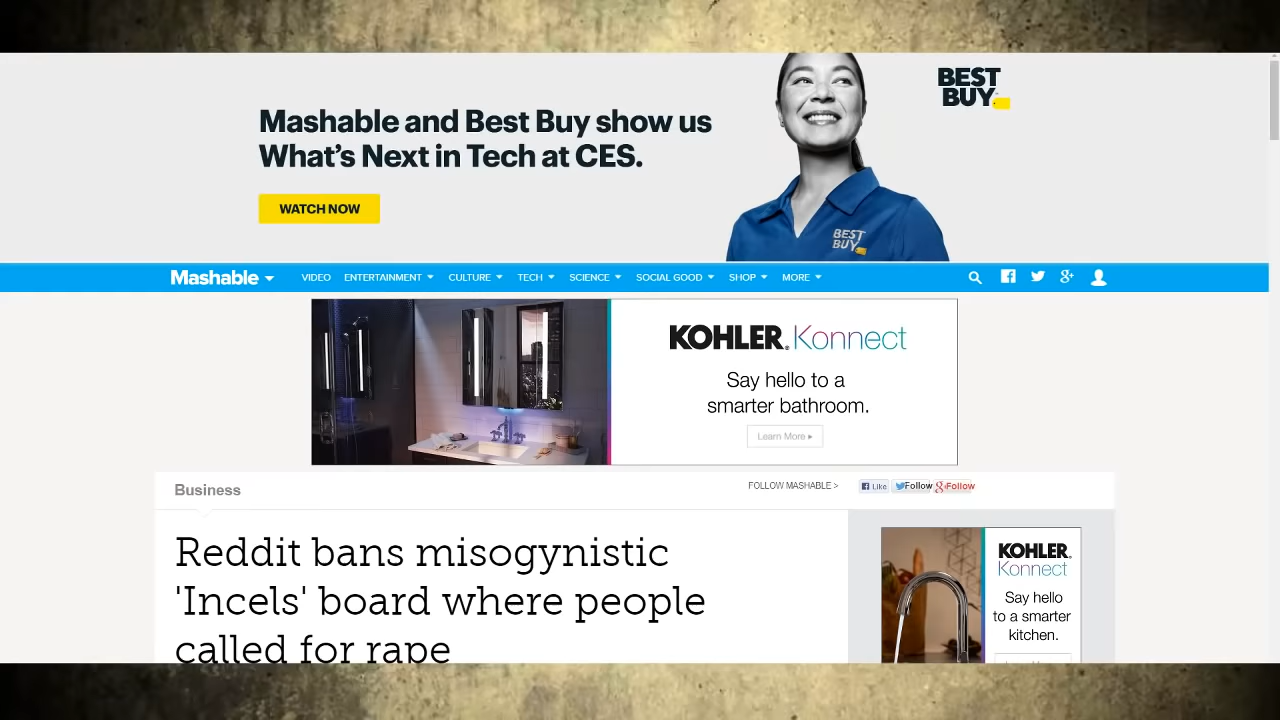 Mashable and Best Buy show us
What's Next in Tech at CES.
WATCH NOW
BEST
BUY
BEST
BUY
Mashable
VIDEO ENTERTAINMENT CULTURE TECH SCIENCE SOCIAL GOOD SHOP MORE
KOHLER. Konnect
Say hello to a
smarter bathroom.
Learn More ▸
Business
FOLLOW MASHABLE >
Like Follow Follow
Reddit bans misogynistic
'Incels' board where people
called for rape
KOHLER.
Konnect
Say hello
to a smarter
kitchen.